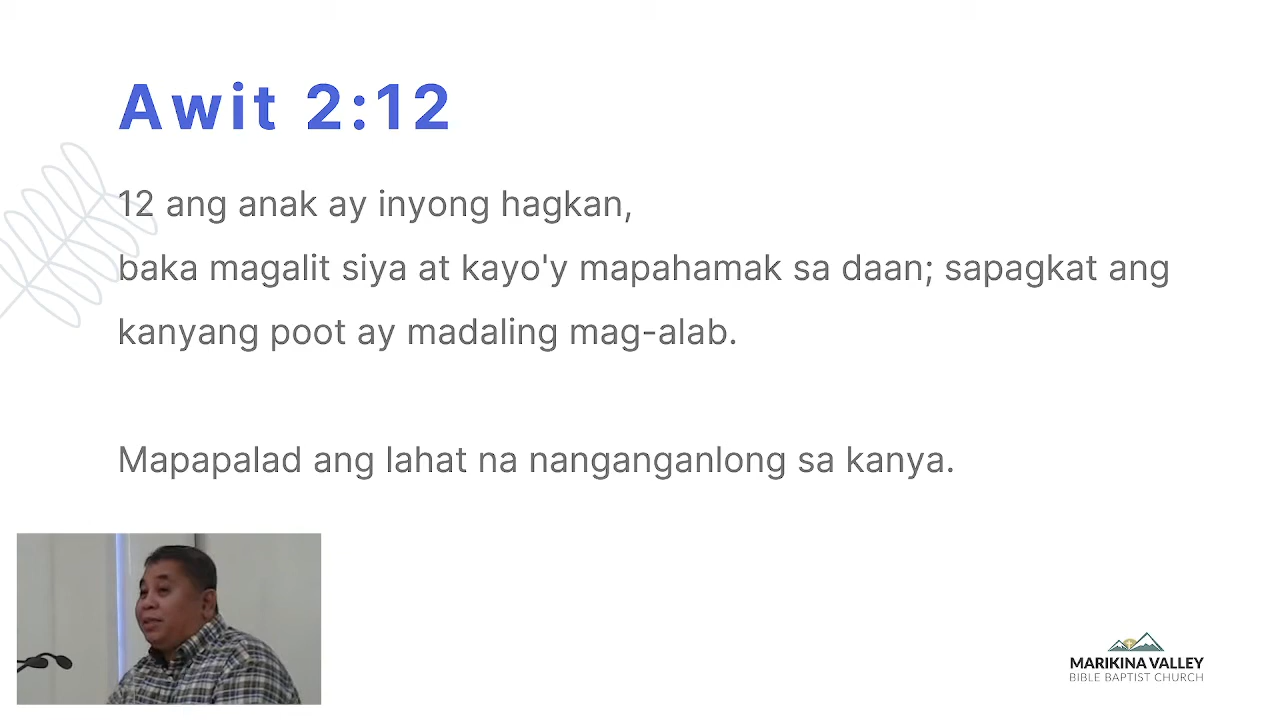 Awit 2:12
12 ang anak ay inyong hagkan,
baka magalit siya at kayo'y mapahamak sa daan; sapagkat ang
kanyang poot ay madaling mag-alab.
Mapapalad ang lahat na nanganganlong sa kanya.
MARIKINA VALLEY
BIBLE BAPTIST CHURCH